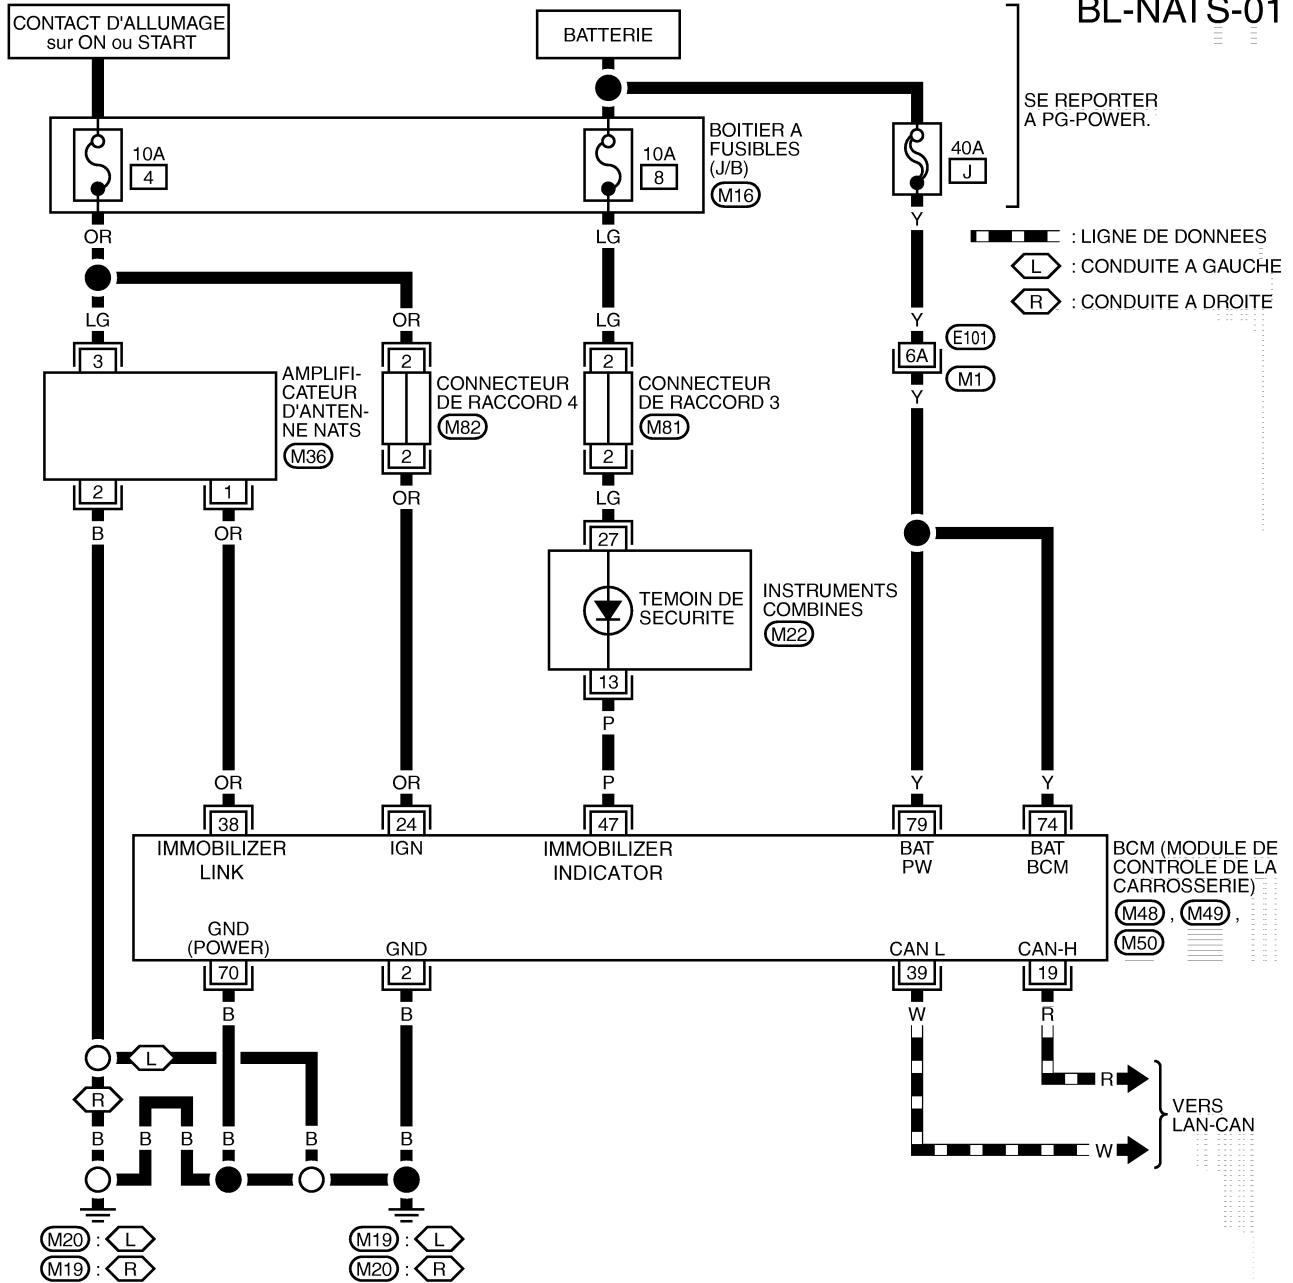 BL-NATS-01
CONTACT D'ALLUMAGE
sur ON ou START
BATTERIE
SE REPORTER
A PG-POWER.
BOITIER A
FUSIBLES
(J/B)
M16
10A
4
10A
8
40A
J
OR
LG
Y
: LIGNE DE DONNEES
L : CONDUITE A GAUCHE
R : CONDUITE A DROITE
LG
OR
LG
Y
E101
3
2
2
6A
M1
Y
AMPLIFI-
CATEUR
D'ANTEN-
NE NATS
M36
CONNECTEUR
DE RACCORD 4
M82
CONNECTEUR
DE RACCORD 3
M81
2
2
2
1
OR
LG
B
OR
27
TEMOIN DE
SECURITE
INSTRUMENTS
COMBINES
M22
13
P
OR
OR
P
Y
Y
38
24
47
79
74
IMMOBILIZER
LINK
IGN
IMMOBILIZER
INDICATOR
BAT
PW
BAT
BCM
BCM (MODULE DE
CONTROLE DE LA
CARROSSERIE)
M48 , M49 ,
M50
GND
(POWER)
GND
CAN L
CAN-H
70
2
39
19
B
B
W
R
L
R
R
W
VERS
LAN-CAN
B
B
B
B
B
B
M20 : L
M19 : R
M19 : L
M20 : R